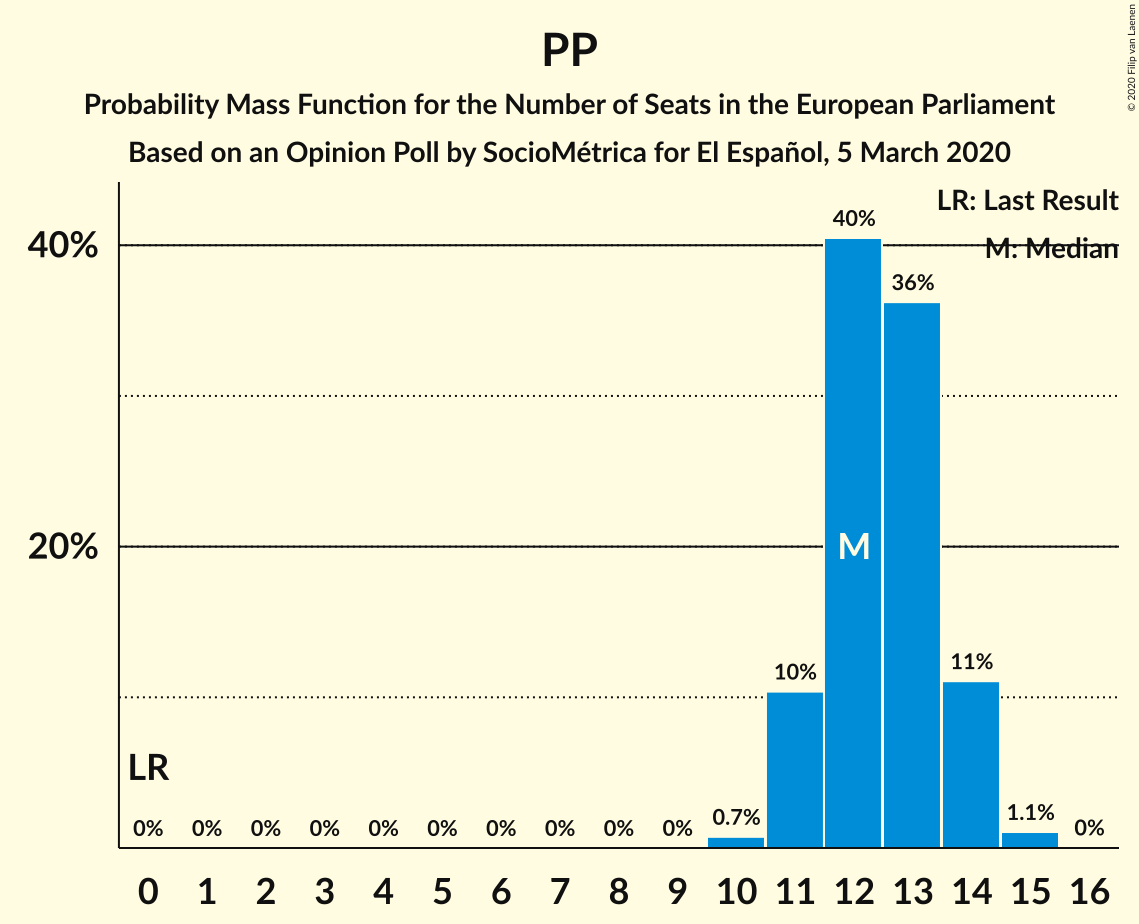 PP
Probability Mass Function for the Number of Seats in the European Parliament
Based on an Opinion Poll by SocioMétrica for El Español, 5 March 2020
© 2020 Filip van Laenen
LR: Last Result
M: Median
40%
20%
40%
36%
M
11%
10%
LR
0% 0% 0% 0% 0% 0% 0% 0% 0% 0% 0.7% 1.1% 0%
0 1 2 3 4 5 6 7 8 9 10 11 12 13 14 15 16